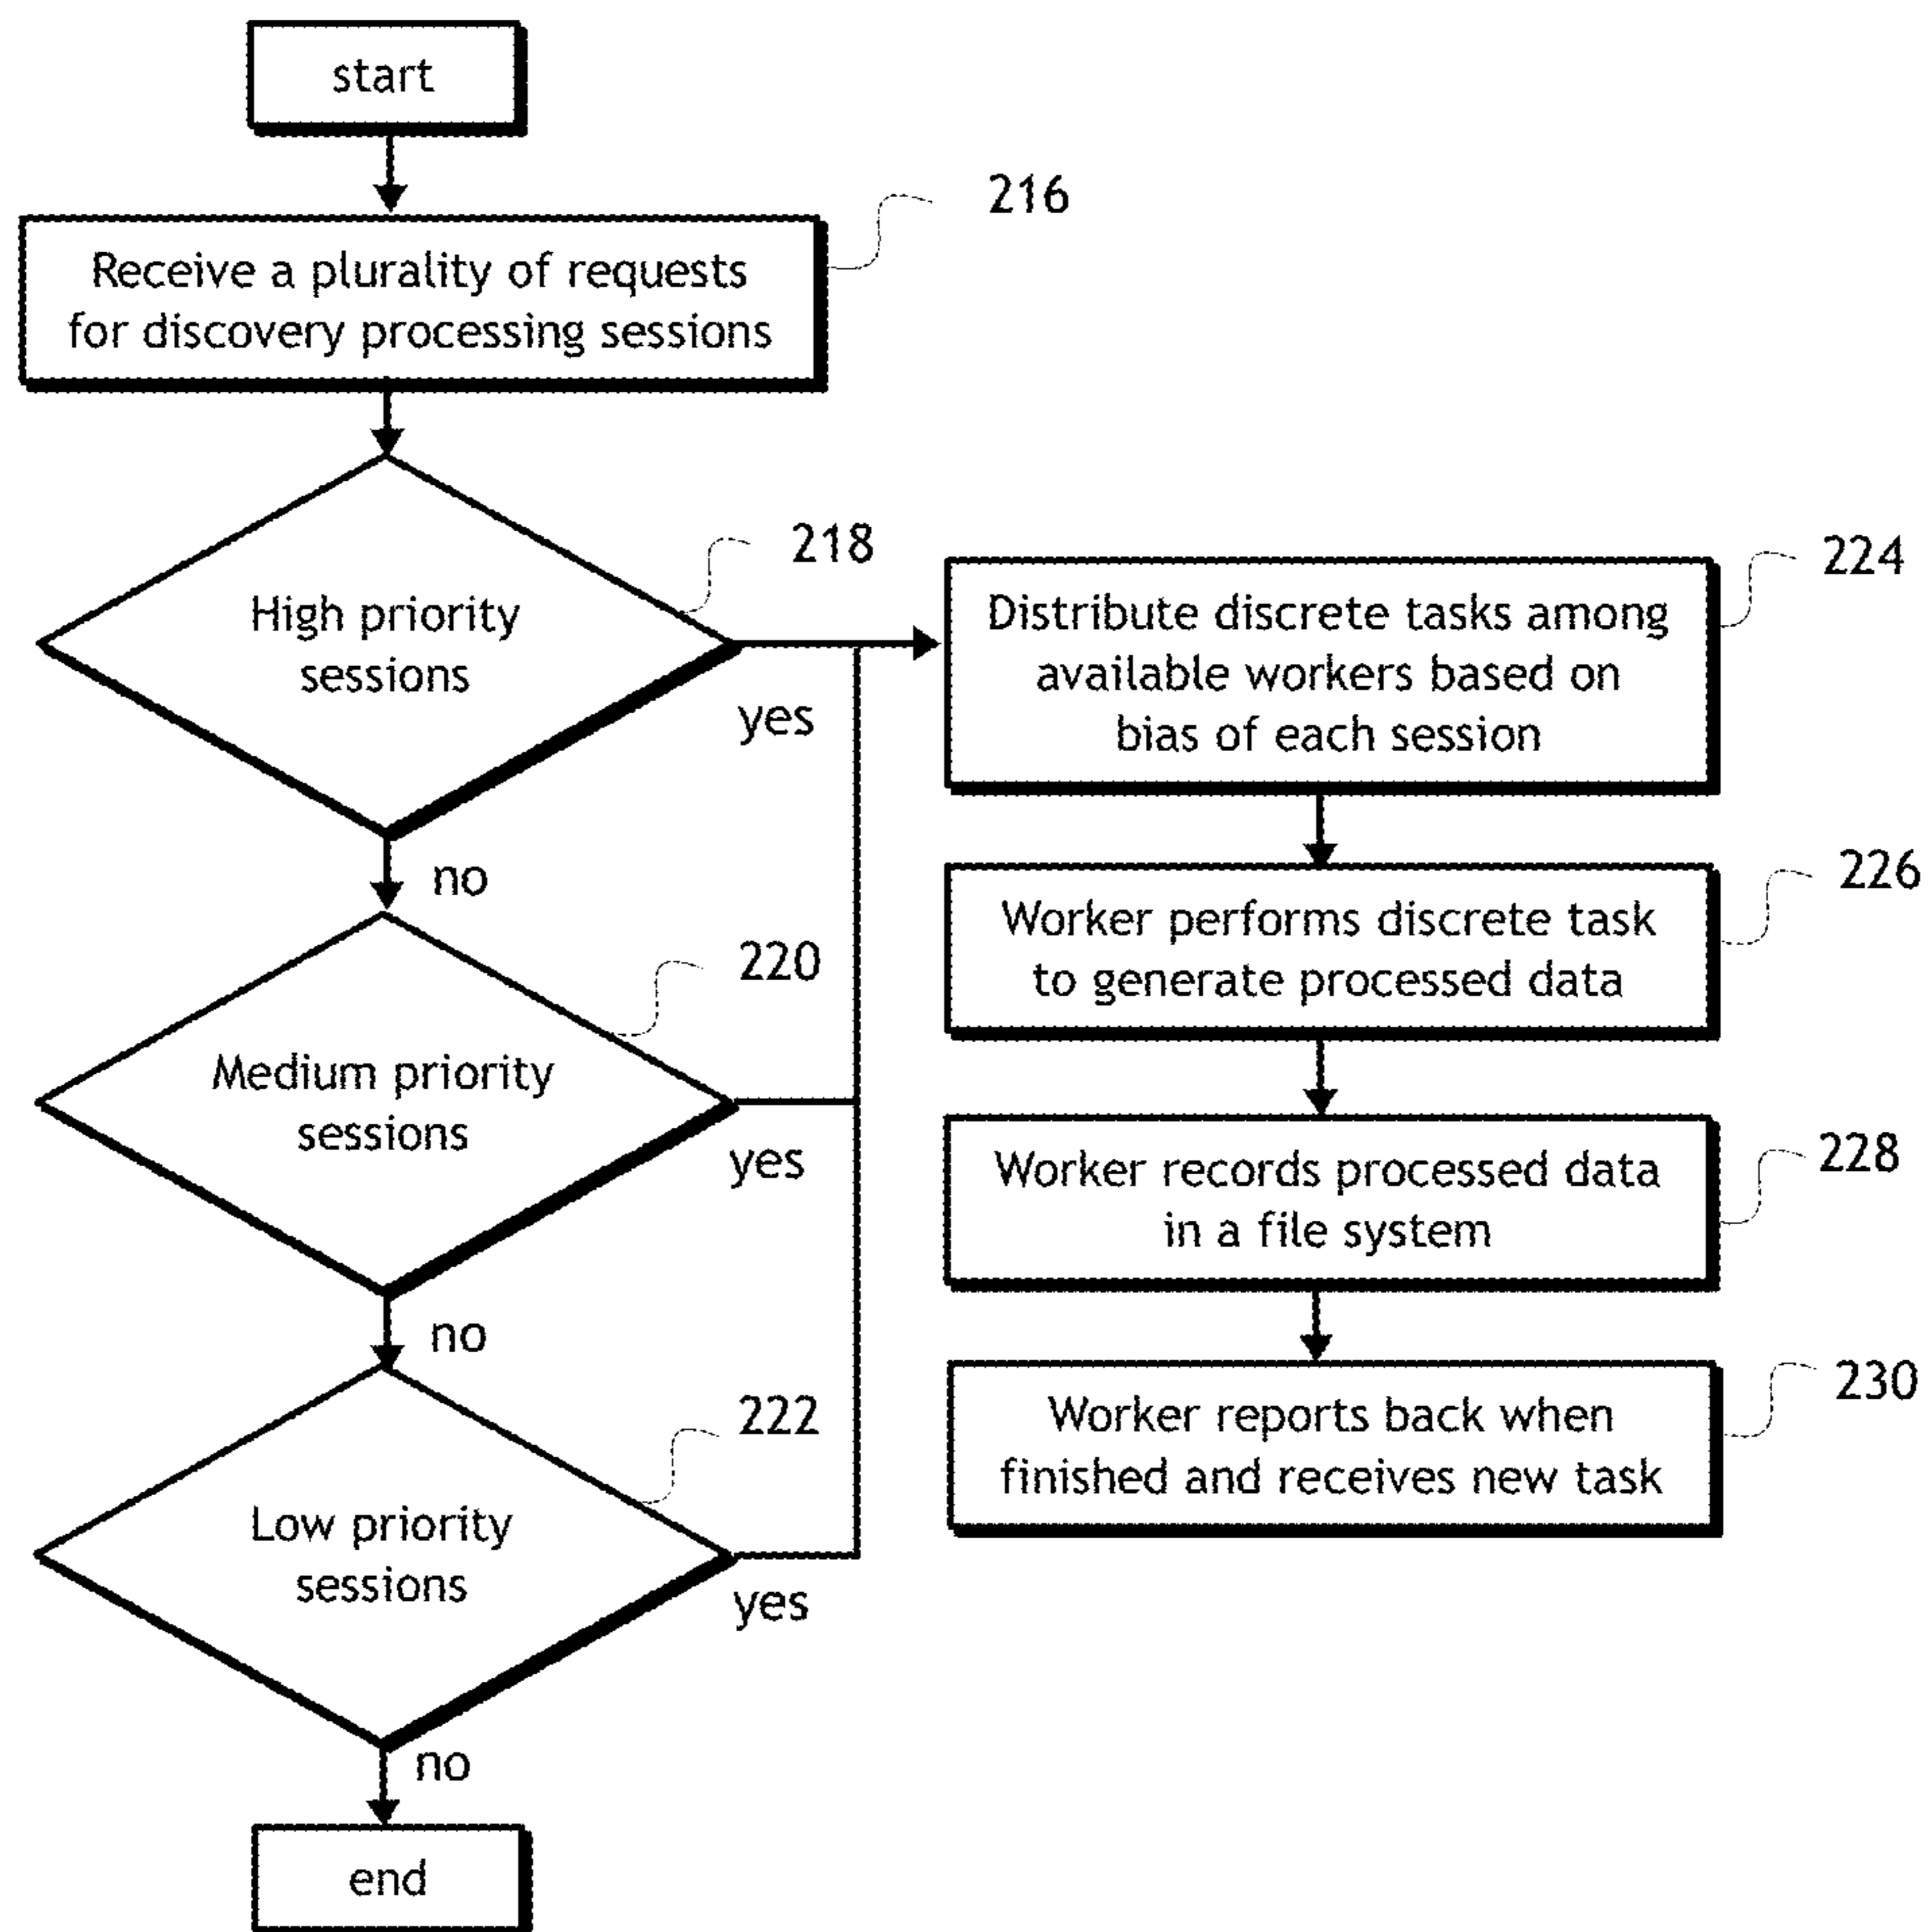 start
216
Receive a plurality of requests
for discovery processing sessions
218
High priority
sessions
yes
no
220
Medium priority
sessions
yes
no
222
Low priority
sessions
yes
no
end
224
Distribute discrete tasks among
available workers based on
bias of each session
226
Worker performs discrete task
to generate processed data
228
Worker records processed data
in a file system
230
Worker reports back when
finished and receives new task